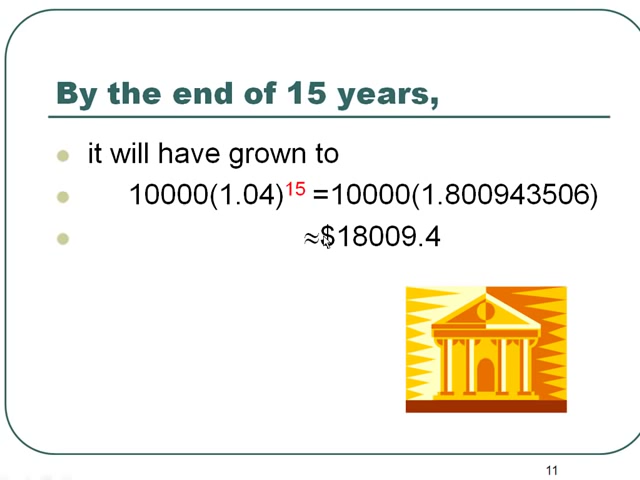 By the end of 15 years,
it will have grown to
10000(1.04)¹⁵ =10000(1.800943506)
≈$18009.4
11